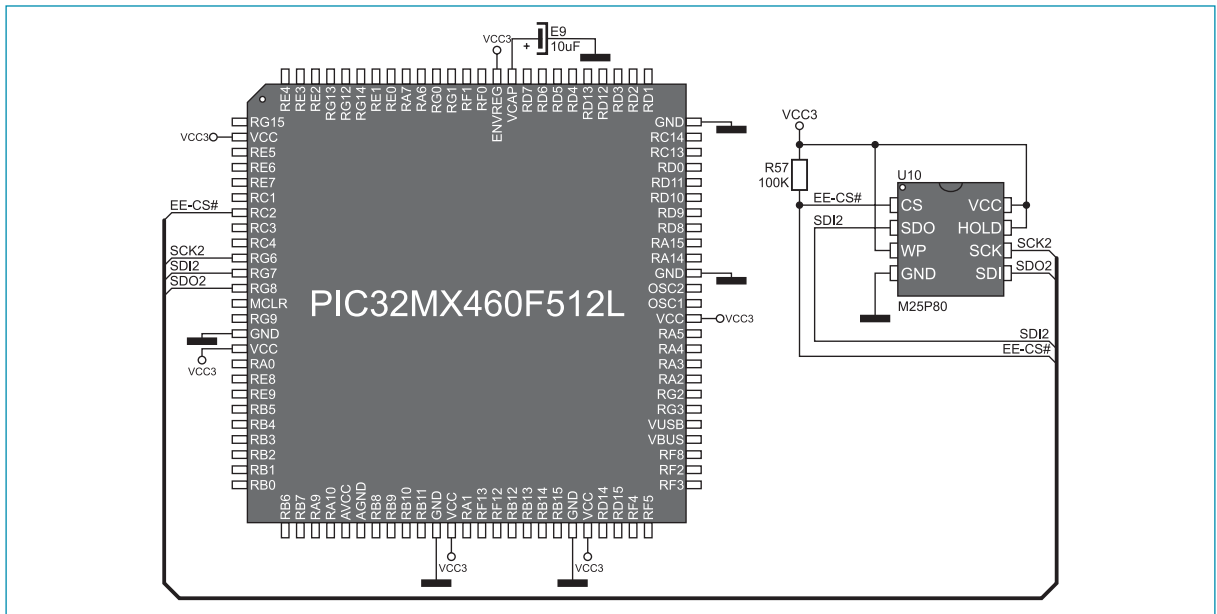 VCC3
E9
+ 10uF
RE4 RE3 RE2 RG13 RG12 RG14 RE1 RE0 RA7 RA6 RG0 RG1 RF1 RF0 ENVREG VCAP RD7 RD6 RD5 RD4 RD13 RD12 RD3 RD2 RD1
RG15
VCC3
VCC
RE5
RE6
RE7
RC1
EE-CS#
RC2
RC3
RC4
SCK2
RG6
SDI2
RG7
SDO2
RG8
MCLR
RG9
GND
VCC
VCC3
RA0
RE8
RE9
RB5
RB4
RB3
RB2
RB1
RB0
PIC32MX460F512L
GND
RC14
RC13
RD0
RD11
RD10
RD9
RD8
RA15
RA14
GND
OSC2
OSC1
VCC
VCC3
RA5
RA4
RA3
RA2
RG2
RG3
VUSB
VBUS
RF8
RF2
RF3
RB6 RB7 RA9 RA10 AVCC AGND RB8 RB9 RB10 RB11 GND VCC RA1 RF13 RF12 RB12 RB13 RB14 RB15 GND VCC RD14 RD15 RF4 RF5
VCC3
VCC3
VCC3
R57
100K
U10
EE-CS#
CS
VCC
SDI2
SDO
HOLD
WP
SCK
SCK2
GND
SDI
SDO2
M25P80
SDI2
EE-CS#